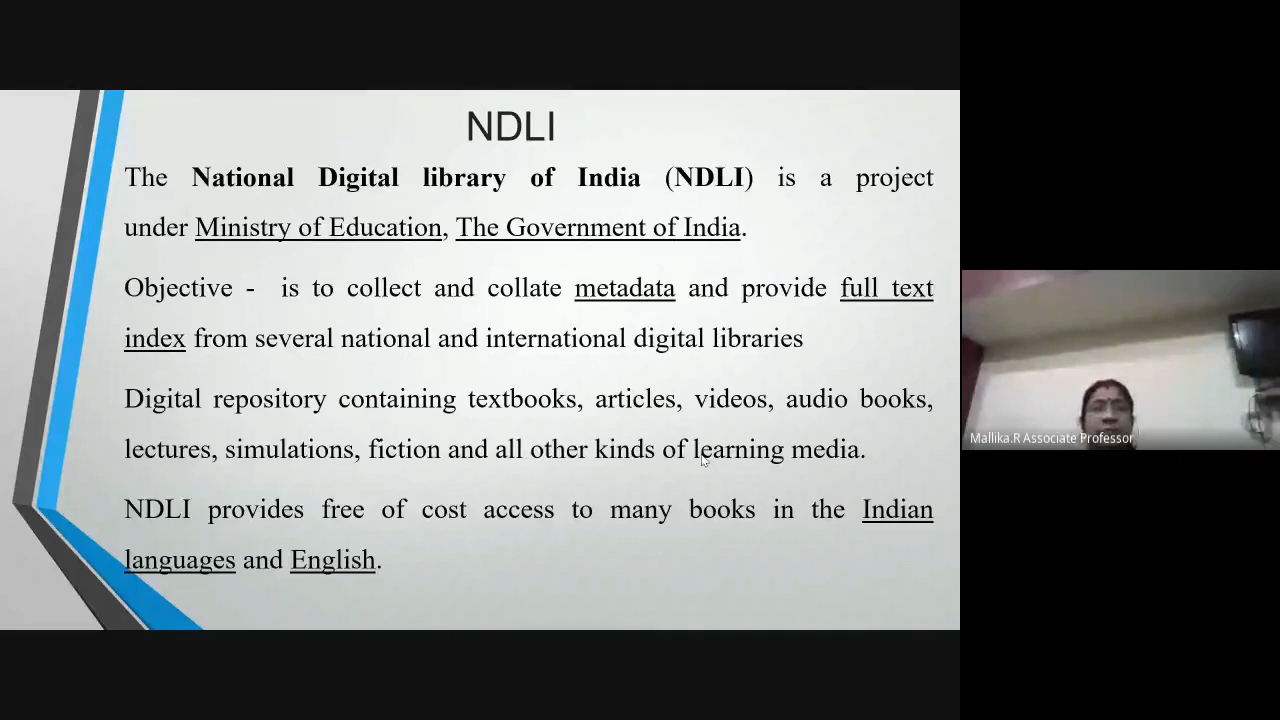 NDLI
The National Digital library of India (NDLI) is a project
under Ministry of Education, The Government of India.
Objective - is to collect and collate metadata and provide full text
index from several national and international digital libraries
Digital repository containing textbooks, articles, videos, audio books,
lectures, simulations, fiction and all other kinds of learning media.
NDLI provides free of cost access to many books in the Indian
languages and English.
Mallika.R Associate Professor